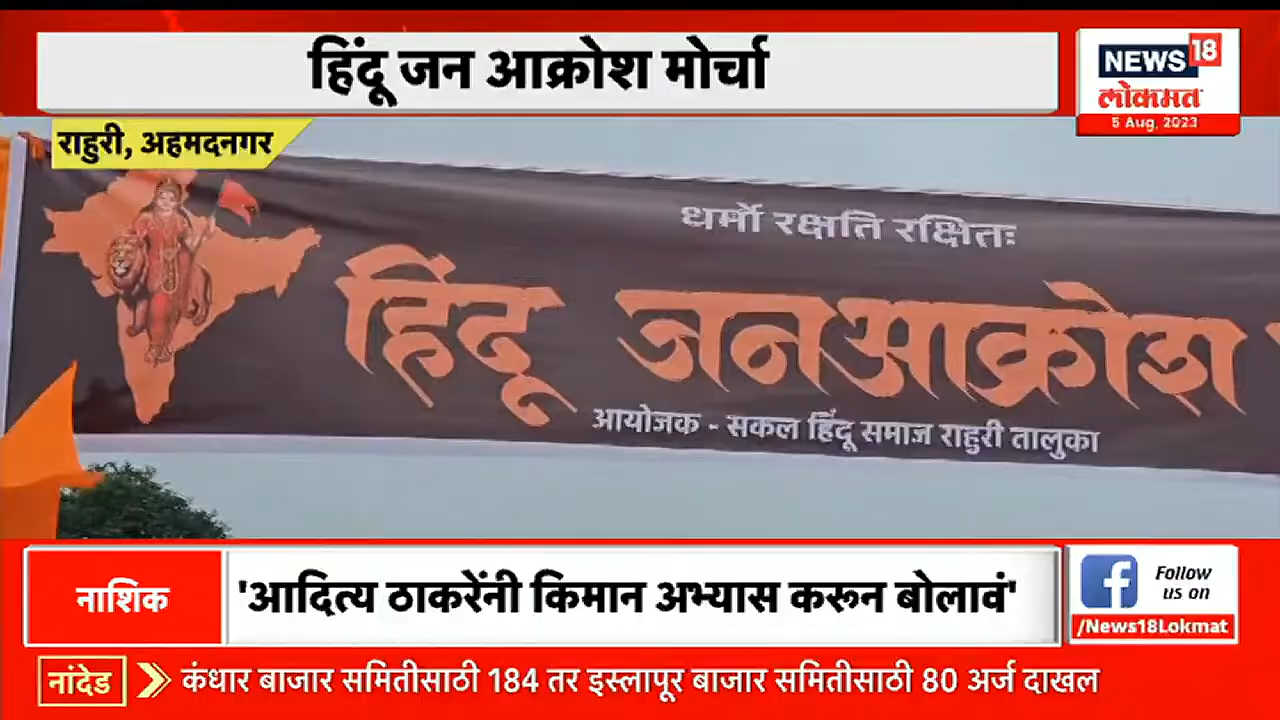 हिंदू जन आक्रोश मोर्चा
NEWS 18
लोकमत
5 Aug, 2023
राहुरी, अहमदनगर
धर्मो रक्षति रक्षितः
हिंदू जनआक्रोश
आयोजक - सकल हिंदू समाज राहुरी तालुका
नाशिक
'आदित्य ठाकरेंनी किमान अभ्यास करून बोलावं'
Follow
us on
/News18Lokmat
नांदेड
कंधार बाजार समितीसाठी 184 तर इस्लापूर बाजार समितीसाठी 80 अर्ज दाखल